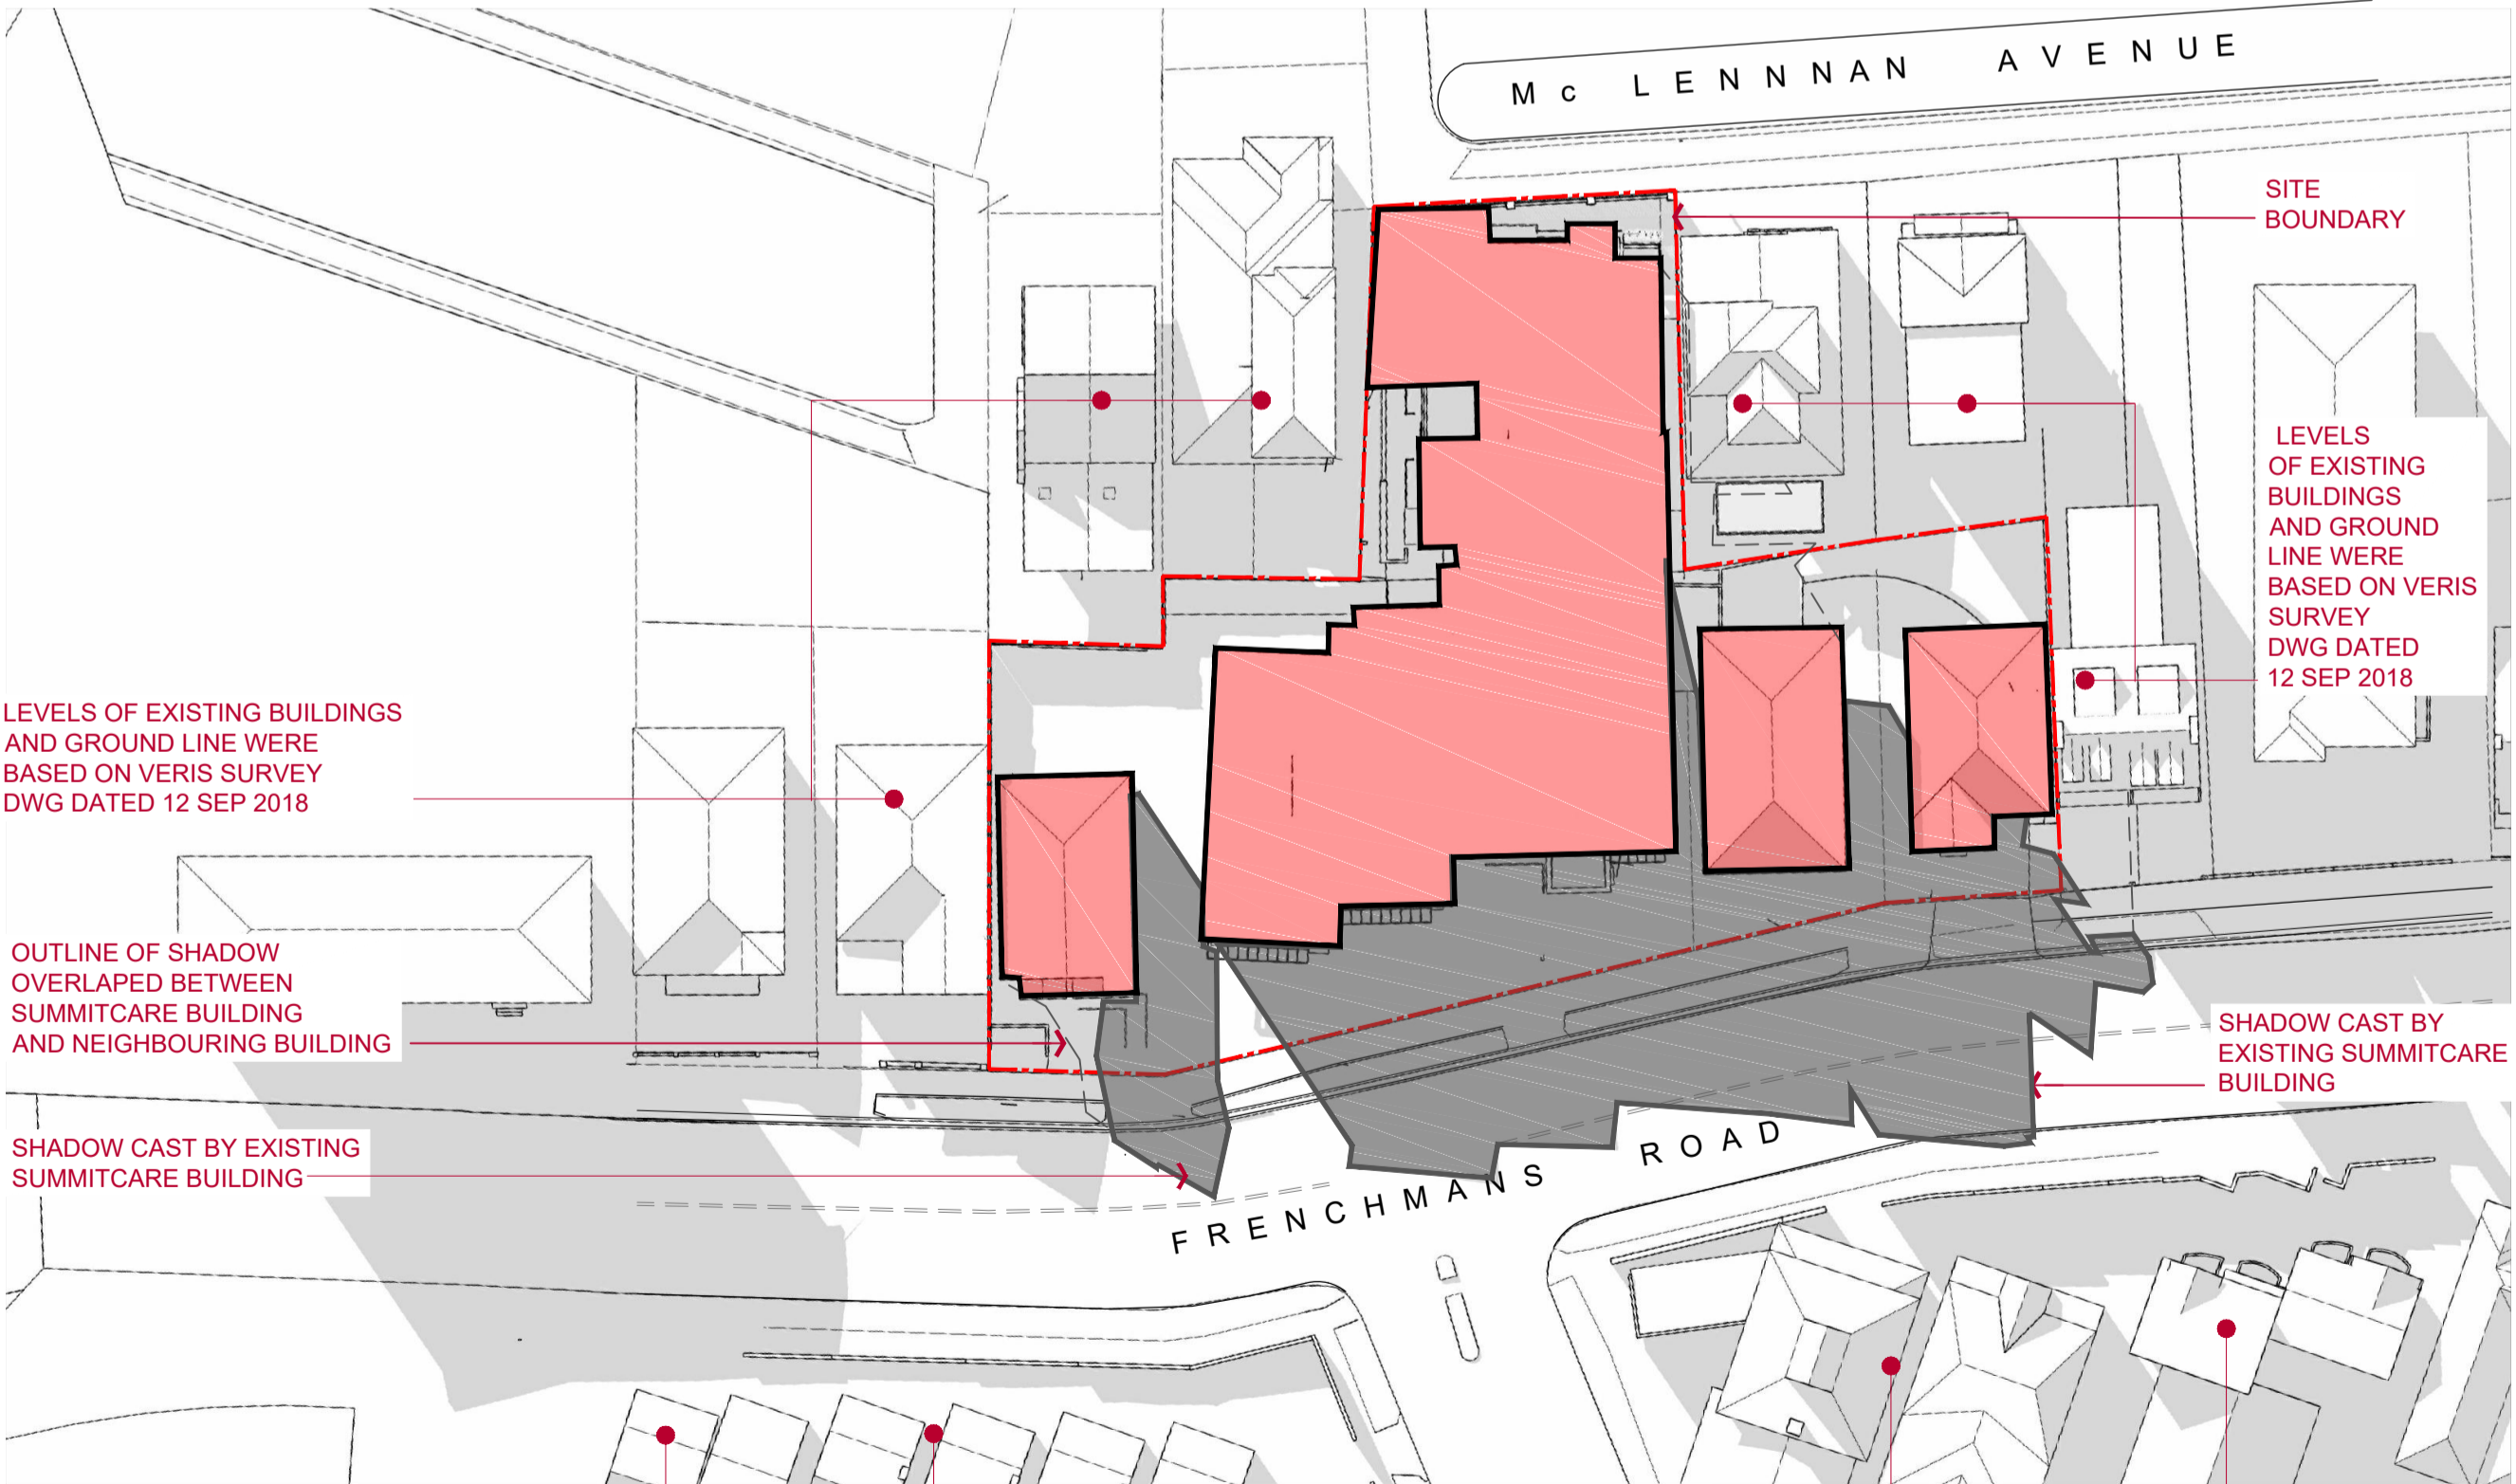 Mc LENNNAN AVENUE
SITE
BOUNDARY
LEVELS
OF EXISTING
BUILDINGS
AND GROUND
LINE WERE
BASED ON VERIS
SURVEY
DWG DATED
12 SEP 2018
LEVELS OF EXISTING BUILDINGS
AND GROUND LINE WERE
BASED ON VERIS SURVEY
DWG DATED 12 SEP 2018
OUTLINE OF SHADOW
OVERLAPED BETWEEN
SUMMITCARE BUILDING
AND NEIGHBOURING BUILDING
SHADOW CAST BY
EXISTING SUMMITCARE
BUILDING
SHADOW CAST BY EXISTING
SUMMITCARE BUILDING
FRENCHMANS ROAD